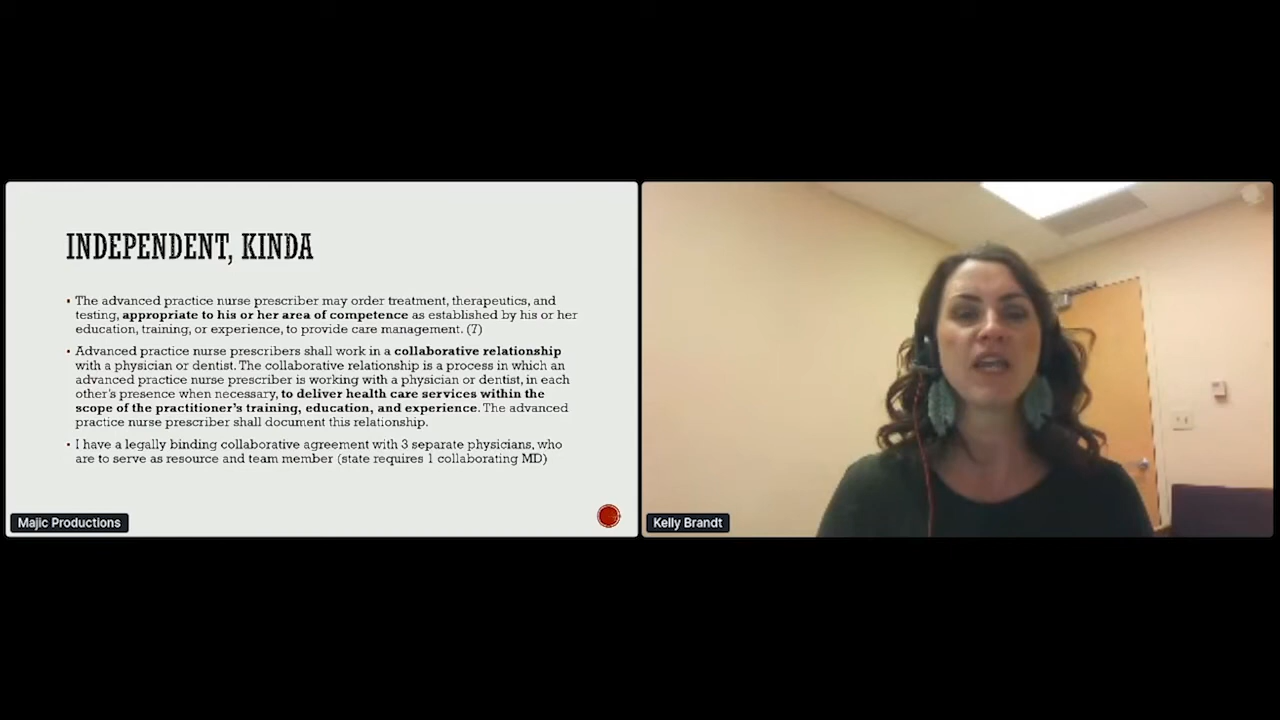 INDEPENDENT, KINDA
▪ The advanced practice nurse prescriber may order treatment, therapeutics, and
testing, appropriate to his or her area of competence as established by his or her
education, training, or experience, to provide care management. (7)
▪ Advanced practice nurse prescribers shall work in a collaborative relationship
with a physician or dentist. The collaborative relationship is a process in which an
advanced practice nurse prescriber is working with a physician or dentist, in each
other's presence when necessary, to deliver health care services within the
scope of the practitioner's training, education, and experience. The advanced
practice nurse prescriber shall document this relationship.
▪ I have a legally binding collaborative agreement with 3 separate physicians, who
are to serve as resource and team member (state requires 1 collaborating MD)
Majic Productions
Kelly Brandt